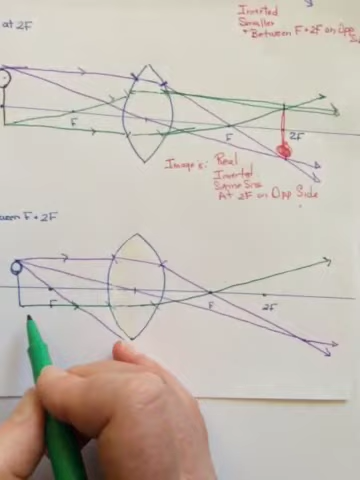 Inverted
Smaller
Between F + 2F on Opp
at 2F
F
F
2F
Image is: Real
Inverted
Same Size
At 2F on Opp Side
ween F + 2F
F
F
2F